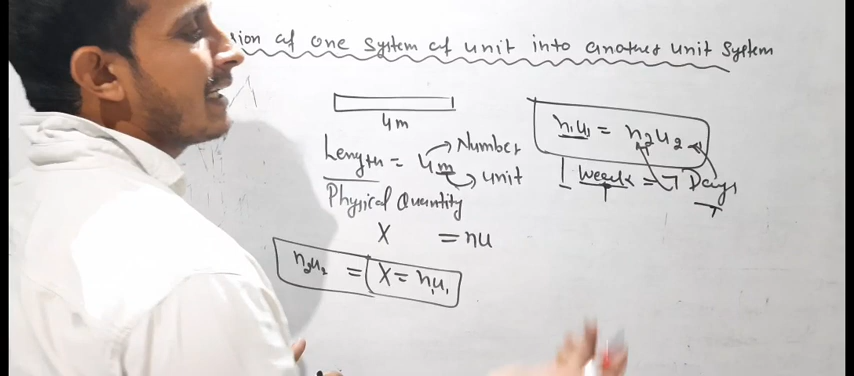 ion of one system of unit into another unit system
4m
Length = 4m
Number
unit
Physical Quantity
X = nu
n₂u₂ = X = n₁u₁
n₁u₁ = n₂u₂
1 weak = 7 Days